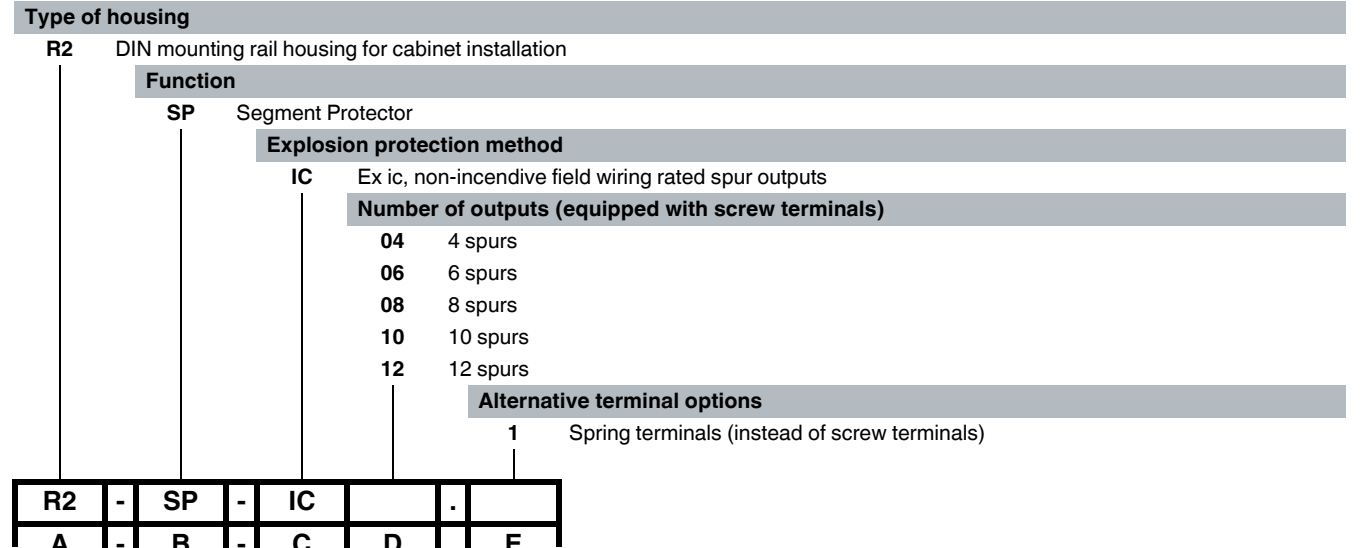 Type of housing
R2 DIN mounting rail housing for cabinet installation
Function
SP Segment Protector
Explosion protection method
IC Ex ic, non-incendive field wiring rated spur outputs
Number of outputs (equipped with screw terminals)
04 4 spurs
06 6 spurs
08 8 spurs
10 10 spurs
12 12 spurs
Alternative terminal options
1 Spring terminals (instead of screw terminals)
R2 - SP - IC .
A - B - C D